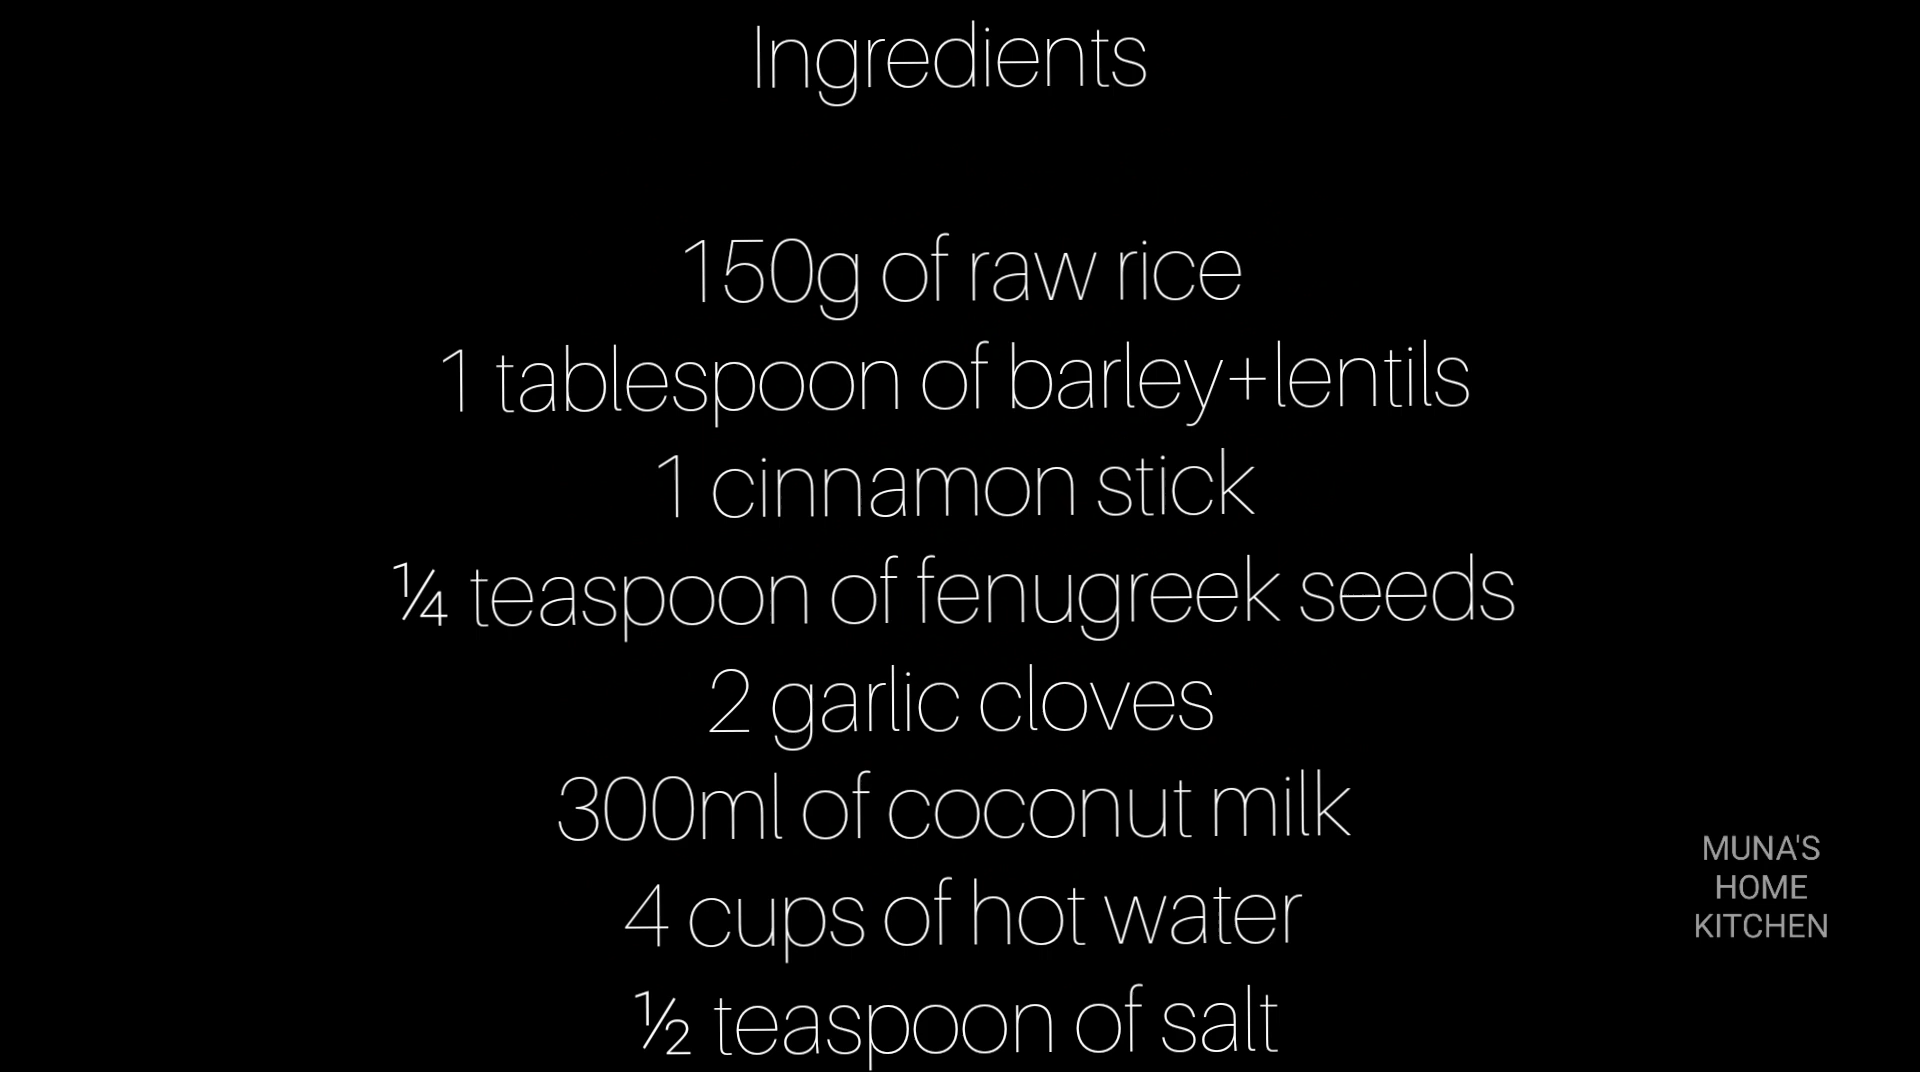 Ingredients
150g of raw rice
1 tablespoon of barley+lentils
1 cinnamon stick
¼ teaspoon of fenugreek seeds
2 garlic cloves
300ml of coconut milk
4 cups of hot water
½ teaspoon of salt
MUNA'S
HOME
KITCHEN